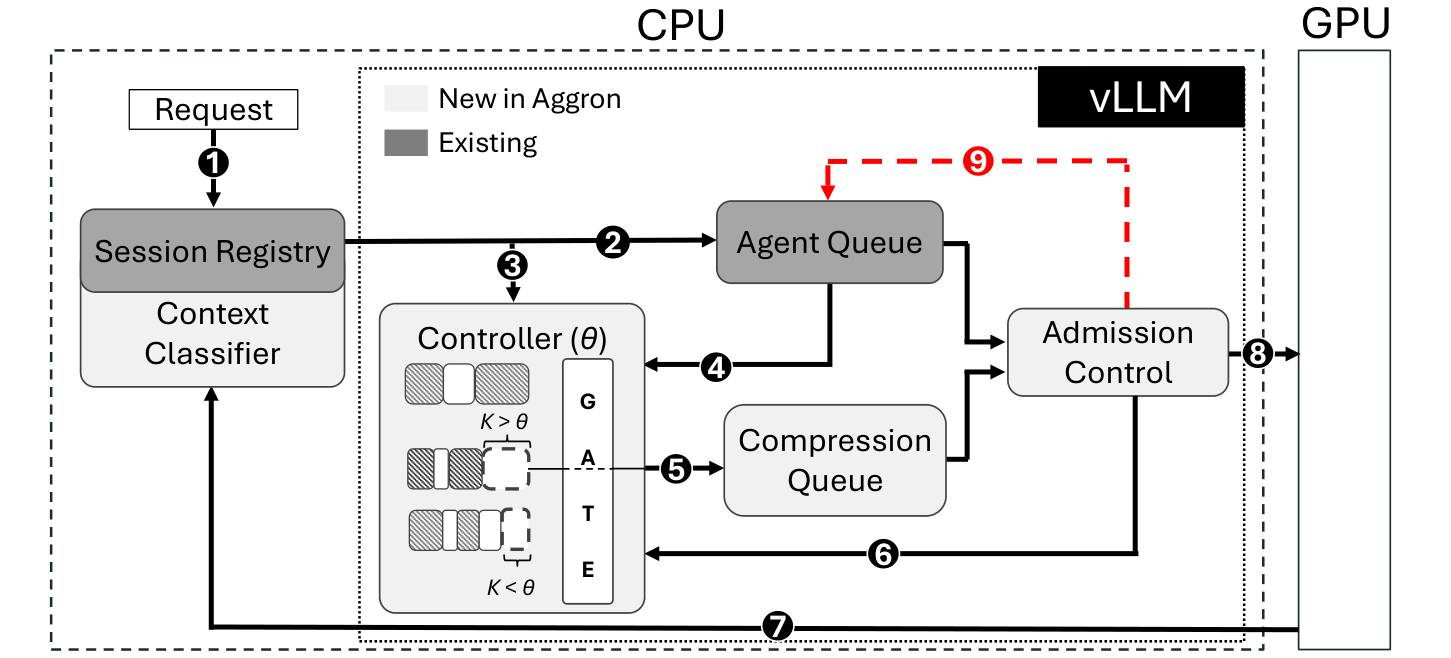 CPU
GPU
vLLM
New in Aggron
Existing
Request
1
9
Session Registry
2
Agent Queue
3
Context
Classifier
Controller (θ)
4
Admission
Control
8
G
A
T
E
K > θ
5
Compression
Queue
6
K < θ
7